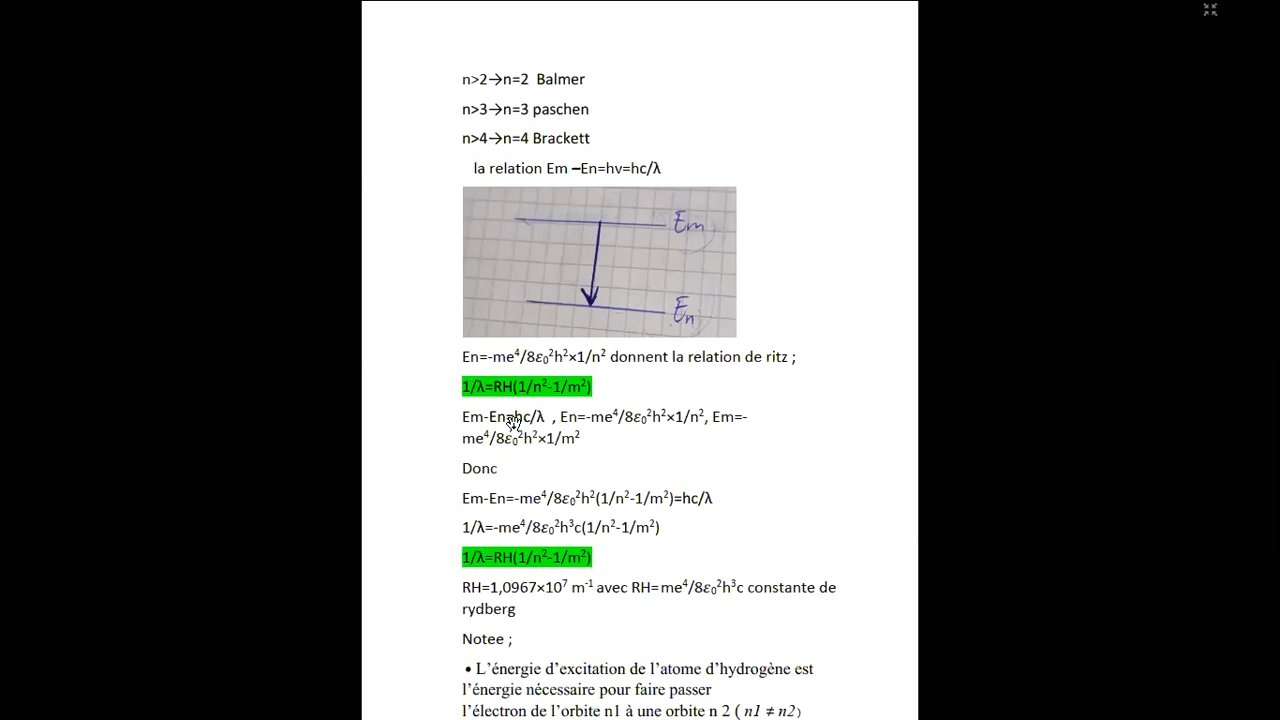 n>2→n=2 Balmer
n>3→n=3 paschen
n>4→n=4 Brackett
la relation Em –En=hv=hc/λ
Em
En
En=-me⁴/8ε₀²h²×1/n² donnent la relation de ritz ;
1/λ=RH(1/n²-1/m²)
Em-En=hc/λ , En=-me⁴/8ε₀²h²×1/n², Em=-
me⁴/8ε₀²h²×1/m²
Donc
Em-En=-me⁴/8ε₀²h²(1/n²-1/m²)=hc/λ
1/λ=-me⁴/8ε₀²h³c(1/n²-1/m²)
1/λ=RH(1/n²-1/m²)
RH=1,0967×10⁷ m⁻¹ avec RH=me⁴/8ε₀²h³c constante de
rydberg
Notee ;
• L’énergie d’excitation de l’atome d’hydrogène est
l’énergie nécessaire pour faire passer
l’électron de l’orbite n1 à une orbite n 2 ( n1 ≠ n2)